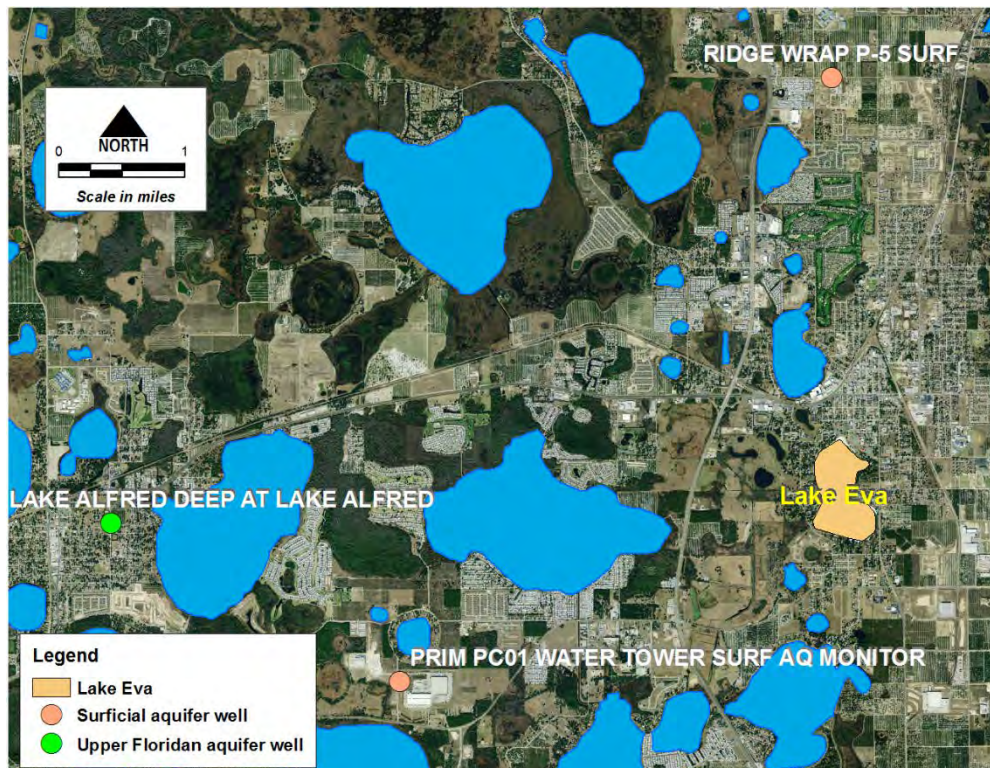 RIDGE WRAP P-5 SURF
NORTH
0 1
Scale in miles
Lake Eva
LAKE ALFRED DEEP AT LAKE ALFRED
PRIM PC01 WATER TOWER SURF AQ MONITOR
Legend
Lake Eva
Surficial aquifer well
Upper Floridan aquifer well